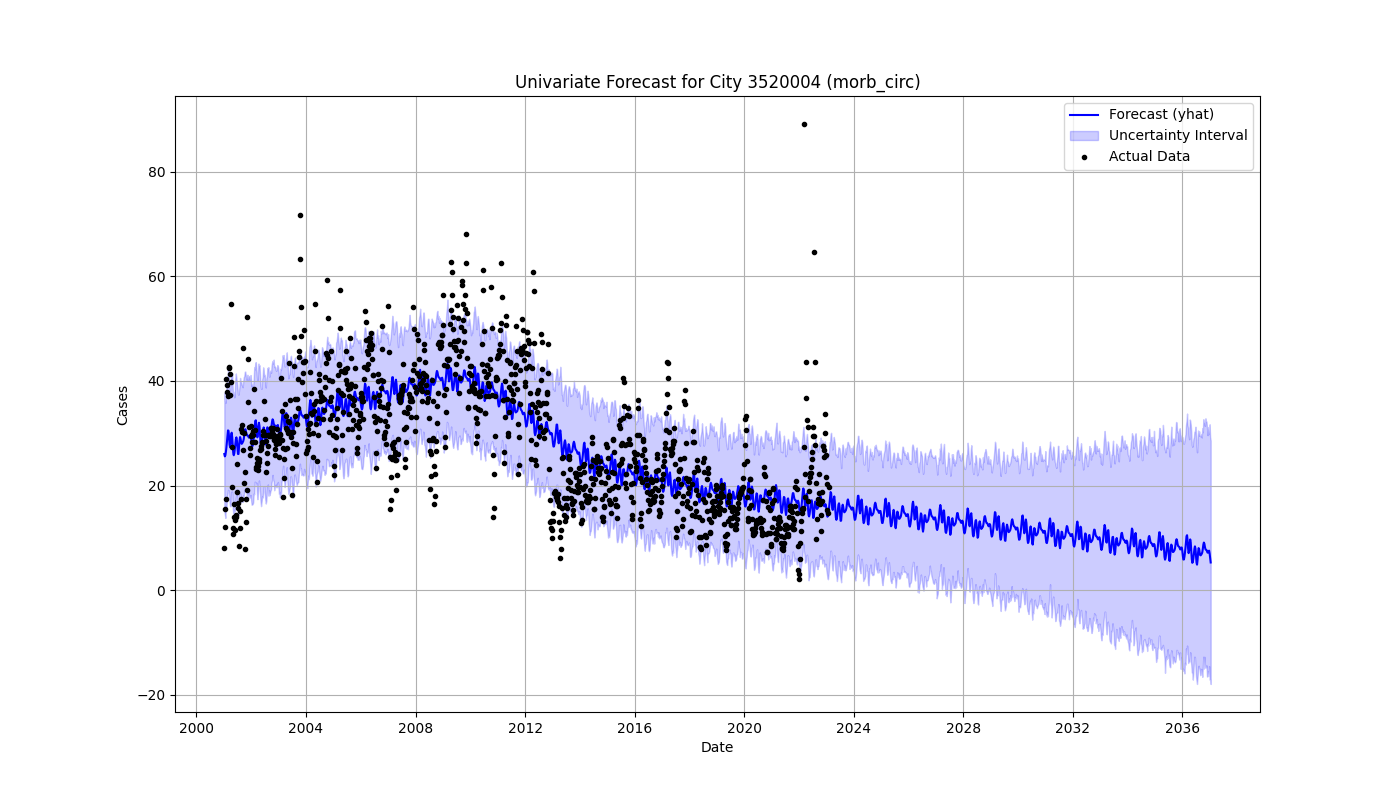 Univariate Forecast for City 3520004 (morb_circ)
Forecast (yhat)
Uncertainty Interval
Actual Data
Cases
80
60
40
20
0
−20
2000 2004 2008 2012 2016 2020 2024 2028 2032 2036
Date